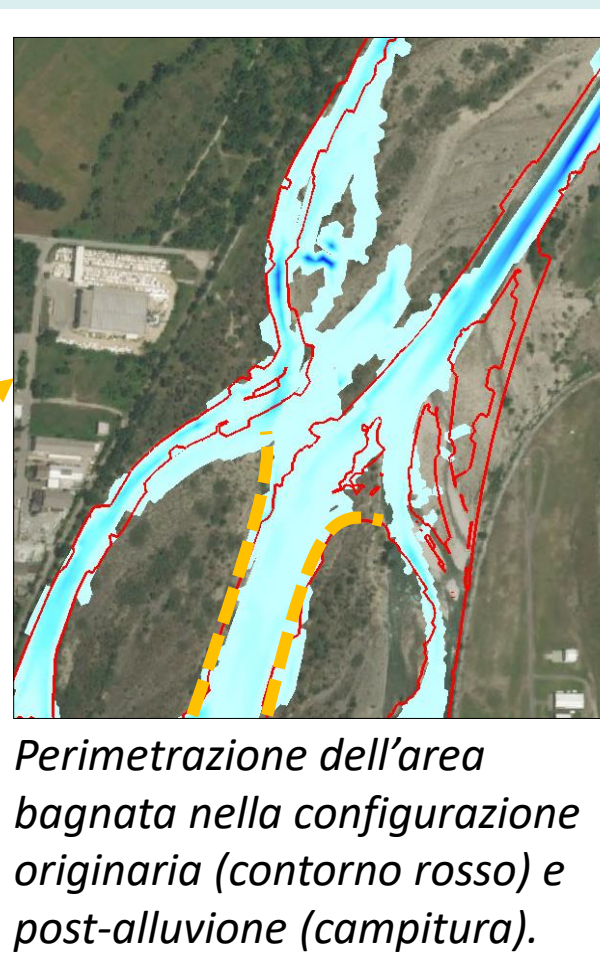 Perimetrazione dell’area
bagnata nella configurazione
originaria (contorno rosso) e
post-alluvione (campitura).